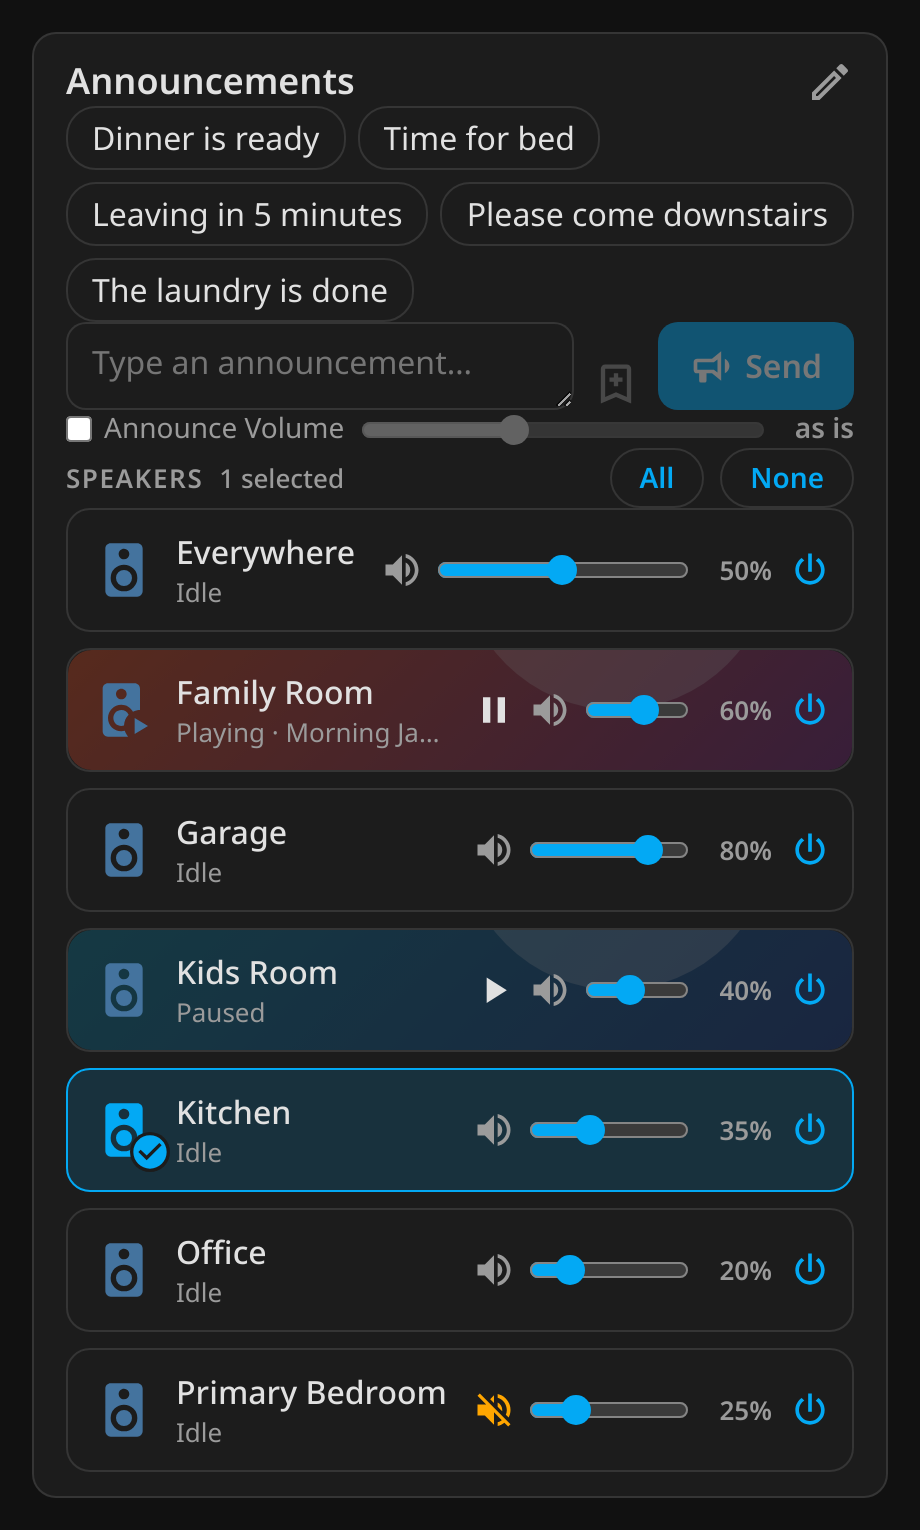 Announcements
Dinner is ready
Time for bed
Leaving in 5 minutes
Please come downstairs
The laundry is done
Type an announcement...
Send
Announce Volume
as is
SPEAKERS 1 selected
All
None
Everywhere
Idle
50%
Family Room
Playing · Morning Ja...
60%
Garage
Idle
80%
Kids Room
Paused
40%
Kitchen
Idle
35%
Office
Idle
20%
Primary Bedroom
Idle
25%